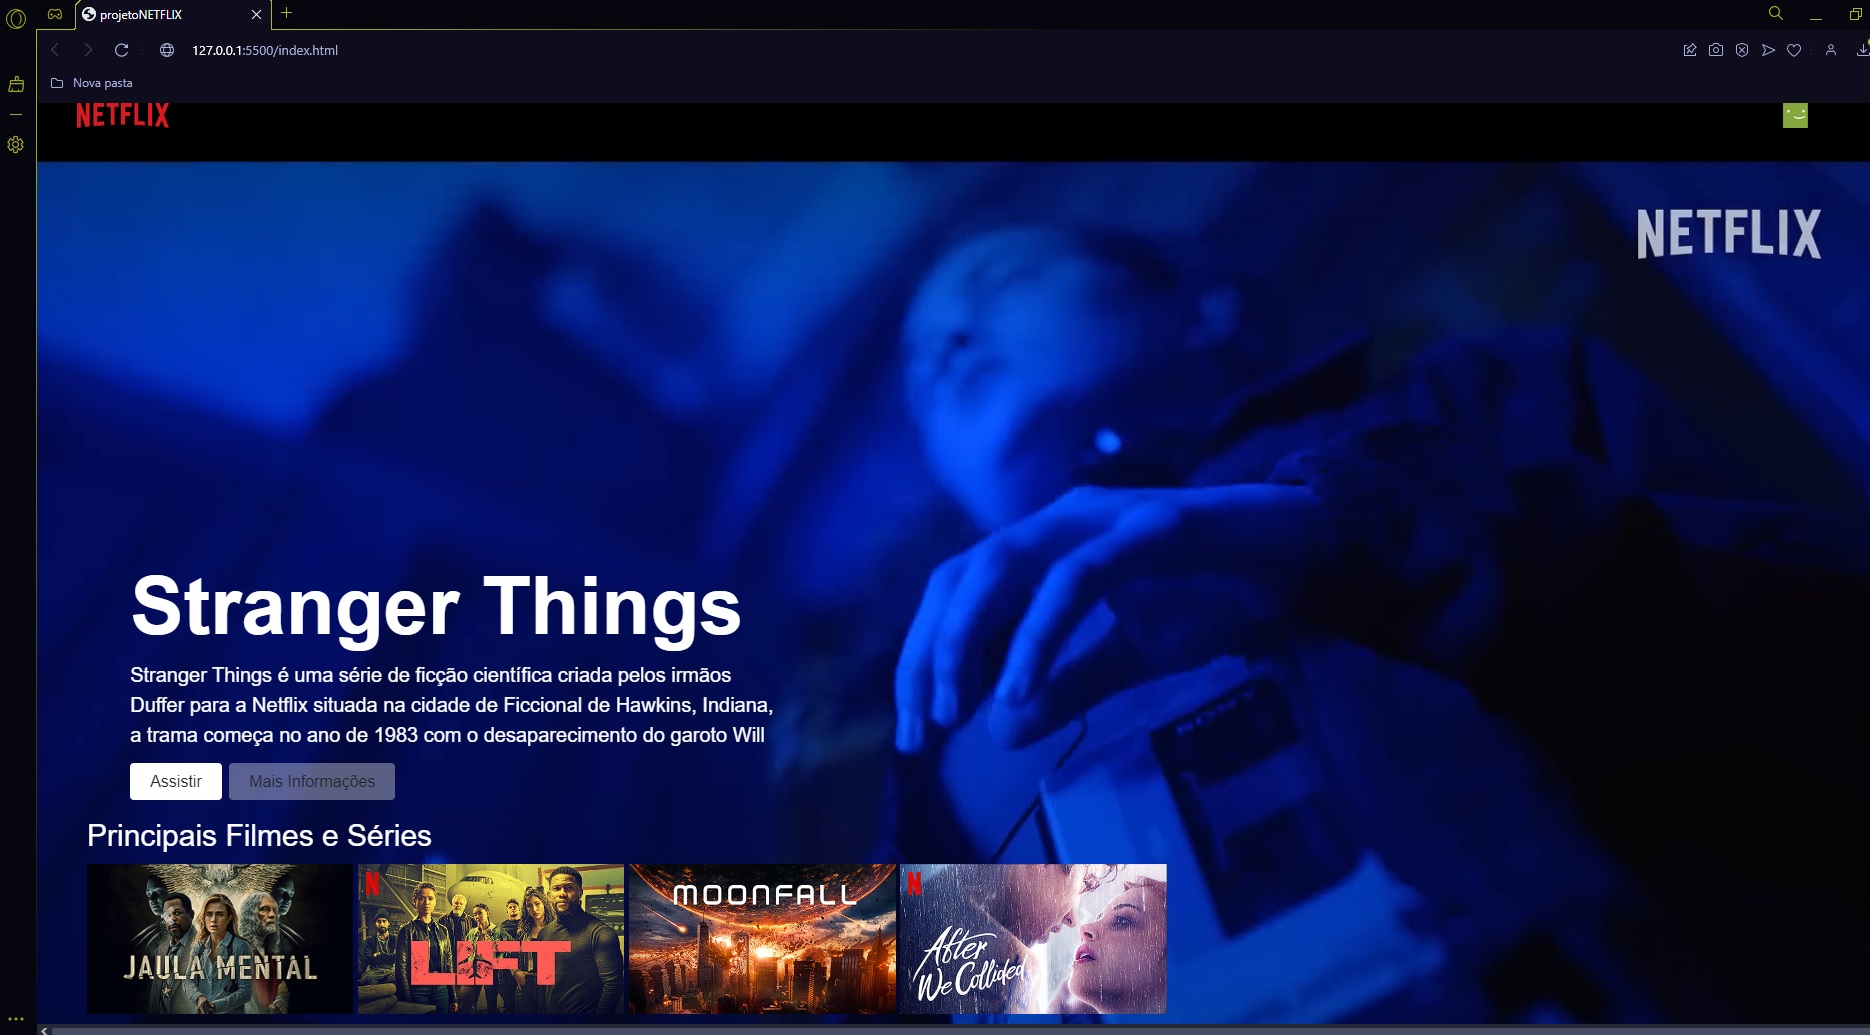 projetoNETFLIX
127.0.0.1:5500/index.html
Nova pasta
NETFLIX
NETFLIX
Stranger Things
Stranger Things é uma série de ficção científica criada pelos irmãos
Duffer para a Netflix situada na cidade de Ficcional de Hawkins, Indiana,
a trama começa no ano de 1983 com o desaparecimento do garoto Will
Assistir
Mais Informações
SONY
Principais Filmes e Séries
JAULA MENTAL
N
LIFT
MOONFALL
N
After
We Collided